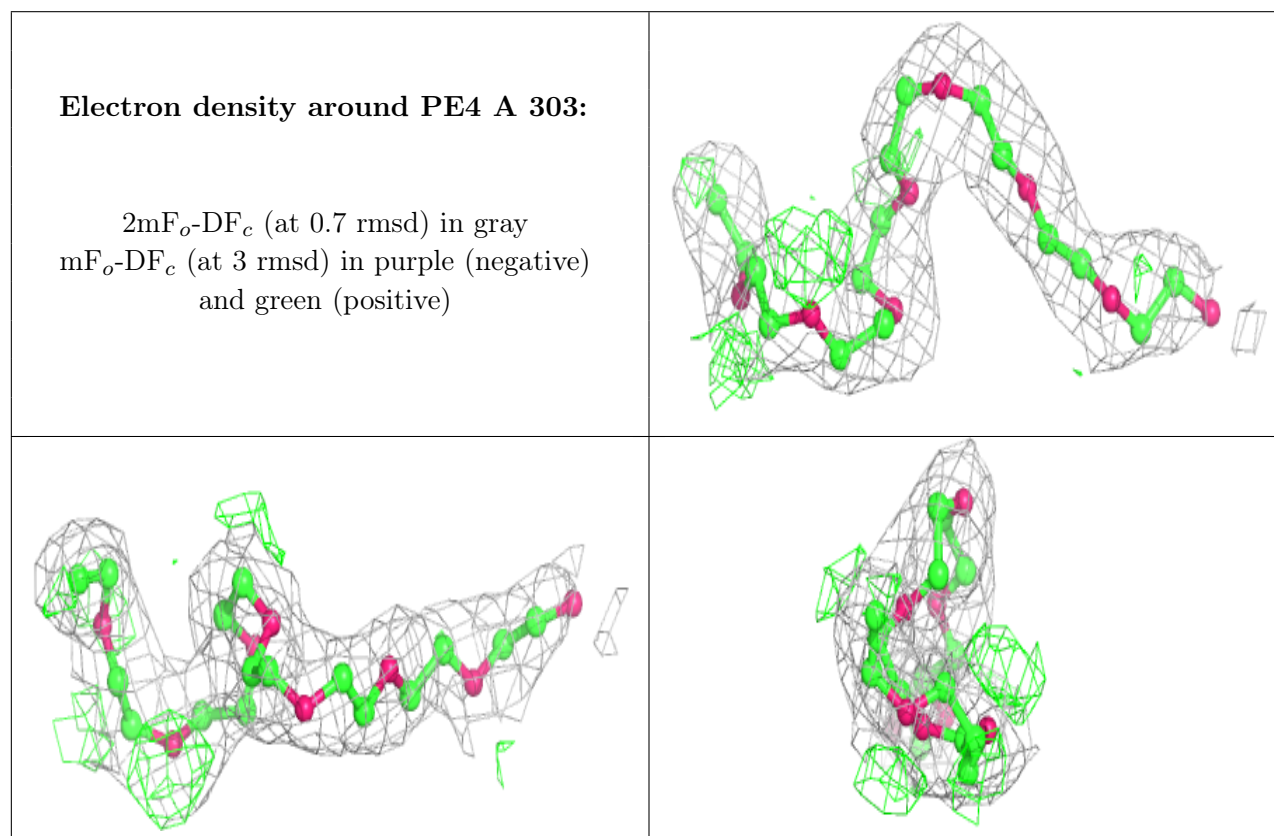 Electron density around PE4 A 303:
2mFo-DFc (at 0.7 rmsd) in gray
mFo-DFc (at 3 rmsd) in purple (negative)
and green (positive)